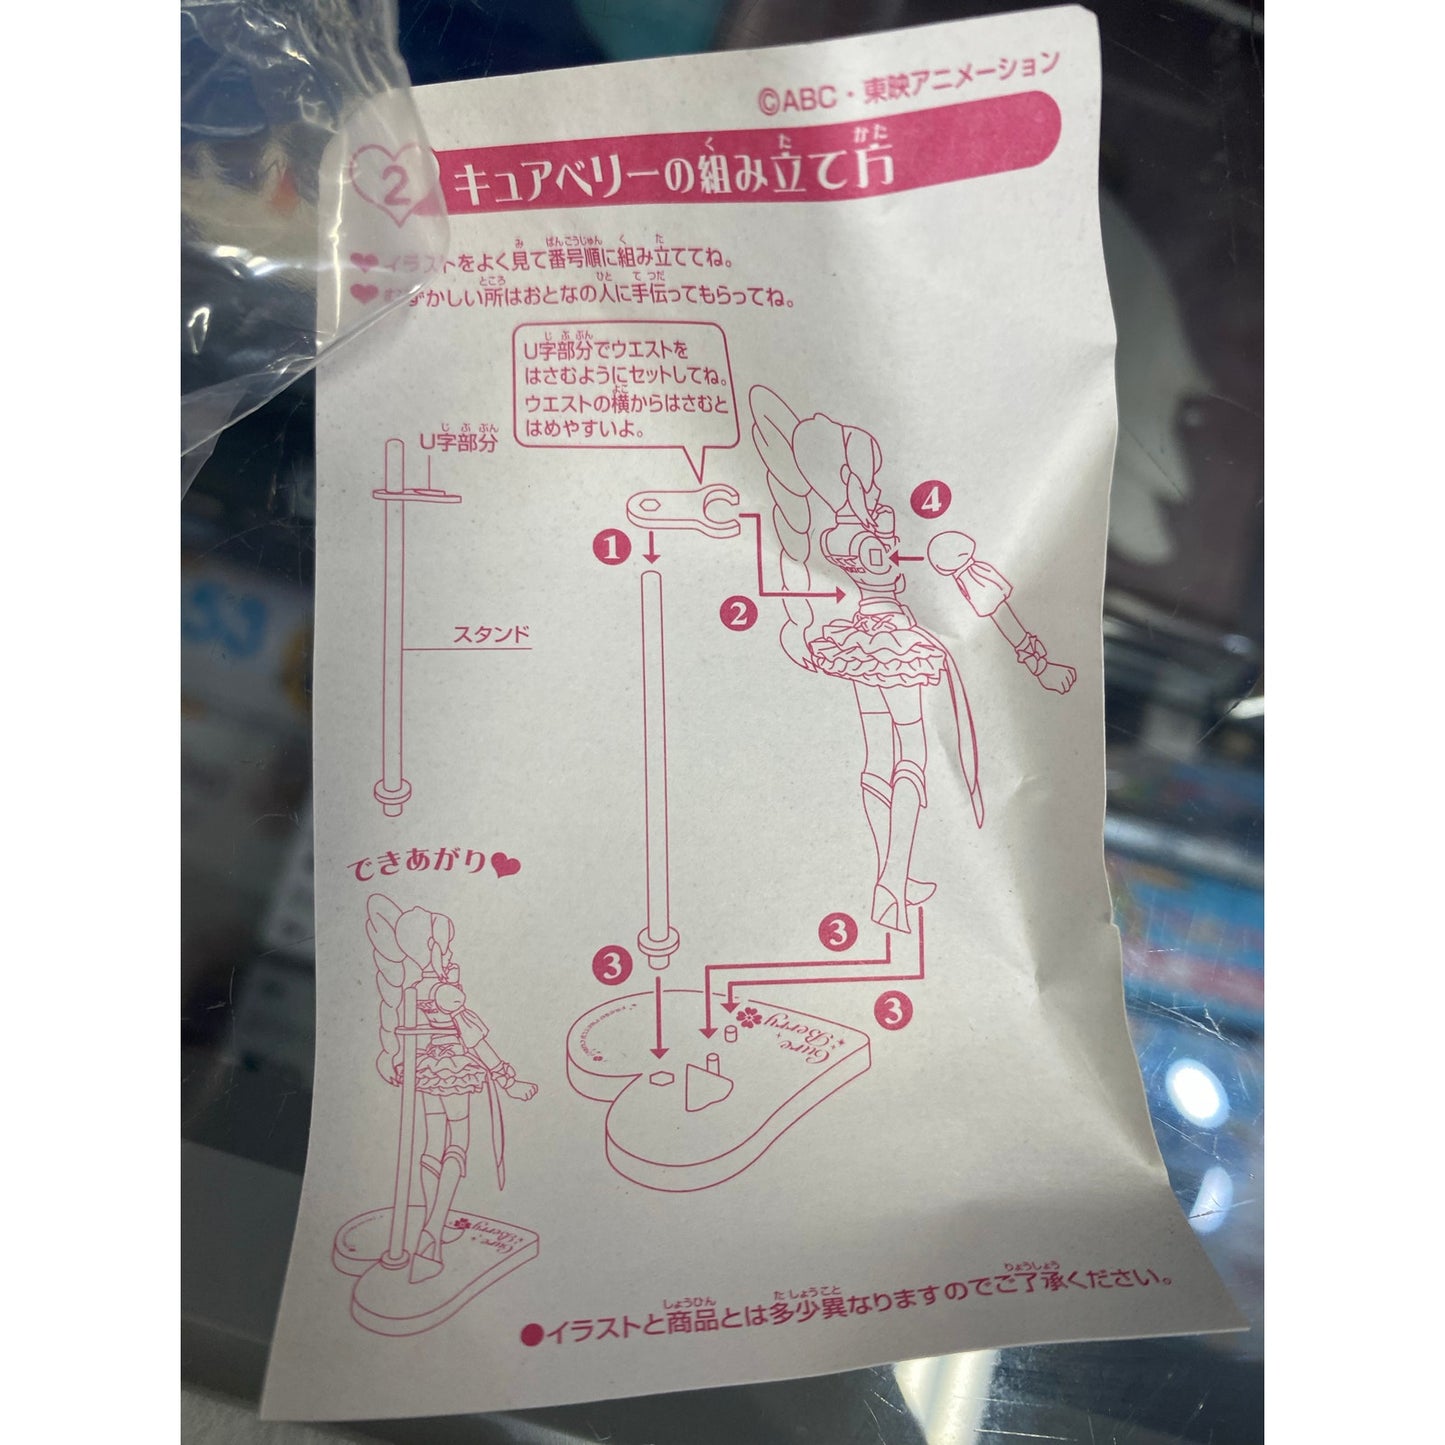 ©ABC・東映アニメーション
2 キュアベリーの組み立て方
イラストをよく見て番号順に組み立ててね。
むずかしい所はおとなの人に手伝ってもらってね。
U字部分でウエストを
はさむようにセットしてね。
ウエストの横からはさむと
はめやすいよ。
U字部分
スタンド
1
2
4
3
3
3
Cure
Berry
できあがり
Cure
Berry
●イラストと商品とは多少異なりますのでご了承ください。